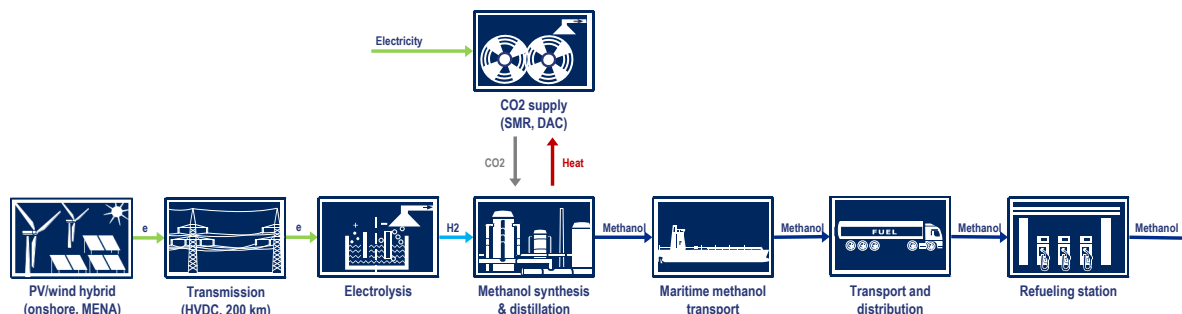 Electricity
CO2 supply
(SMR, DAC)
CO2
Heat
e
e
H2
Methanol
Methanol
Methanol
Methanol
FUEL
PV/wind hybrid
(onshore, MENA)
Transmission
(HVDC, 200 km)
Electrolysis
Methanol synthesis
& distillation
Maritime methanol
transport
Transport and
distribution
Refueling station